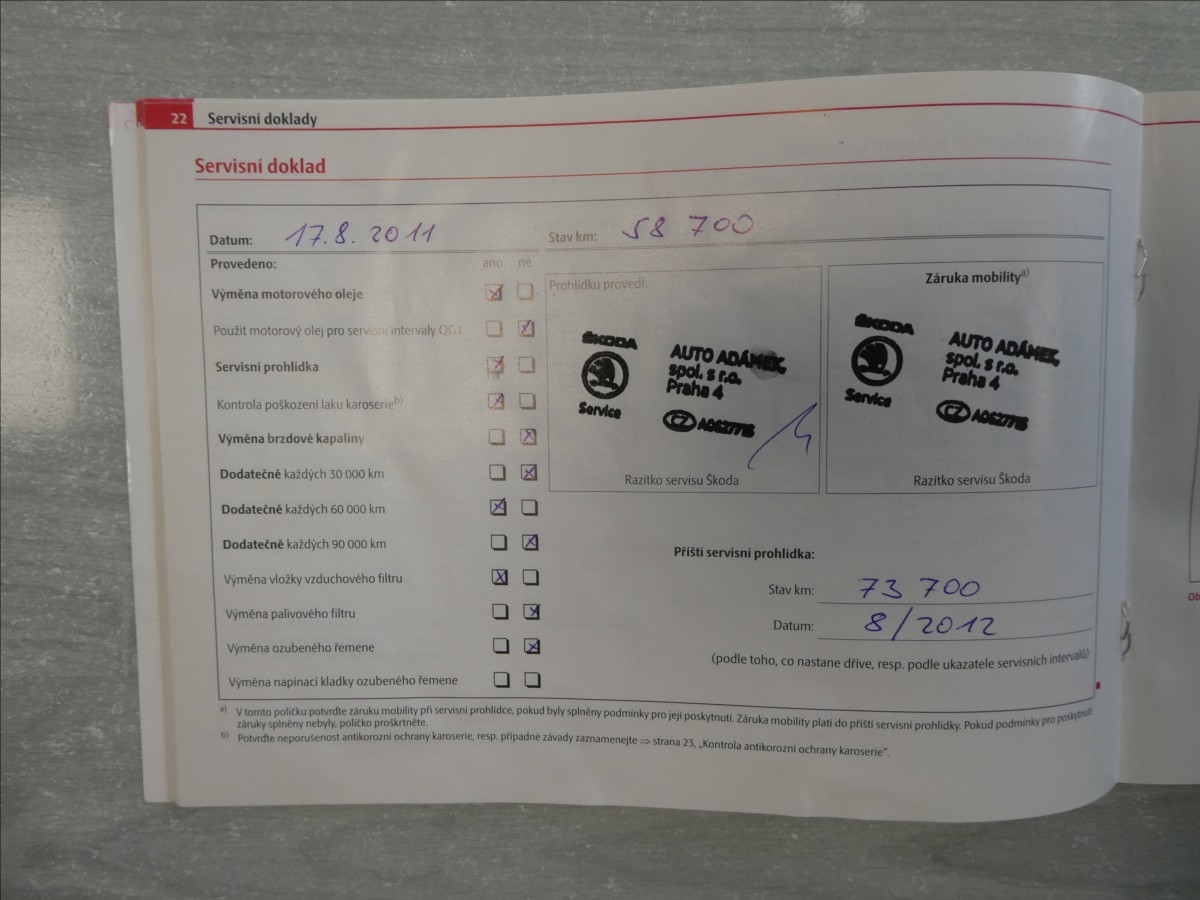 22 Servisní doklady
Servisní doklad
Datum: 17.8. 2011 Stav km: 58 700
Provedeno: ano ne
Výměna motorového oleje
Použit motorový olej pro servisní intervaly QG1
Servisní prohlídka
Kontrola poškození laku karoserie b)
Výměna brzdové kapaliny
Dodatečně každých 30 000 km
Dodatečně každých 60 000 km
Dodatečně každých 90 000 km
Výměna vložky vzduchového filtru
Výměna palivového filtru
Výměna ozubeného řemene
Výměna napínací kladky ozubeného řemene
Prohlídku provedl:
ŠKODA
Service
AUTO ADÁMEK,
spol. s r.o.
Praha 4
CZ
Razítko servisu Škoda
Záruka mobility a)
ŠKODA
Service
AUTO ADÁMEK,
spol. s r.o.
Praha 4
CZ
Razítko servisu Škoda
Příští servisní prohlídka:
Stav km: 73 700
Datum: 8/2012
(podle toho, co nastane dříve, resp. podle ukazatele servisních intervalů)
a) V tomto políčku potvrďte záruku mobility při servisní prohlídce, pokud byly splněny podmínky pro její poskytnutí. Záruka mobility platí do příští servisní prohlídky. Pokud podmínky pro poskytnutí
záruky splněny nebyly, políčko proškrtněte.
b) Potvrďte neporušenost antikorozní ochrany karoserie, resp. případné závady zaznamenejte ⇒ strana 23, „Kontrola antikorozní ochrany karoserie“.